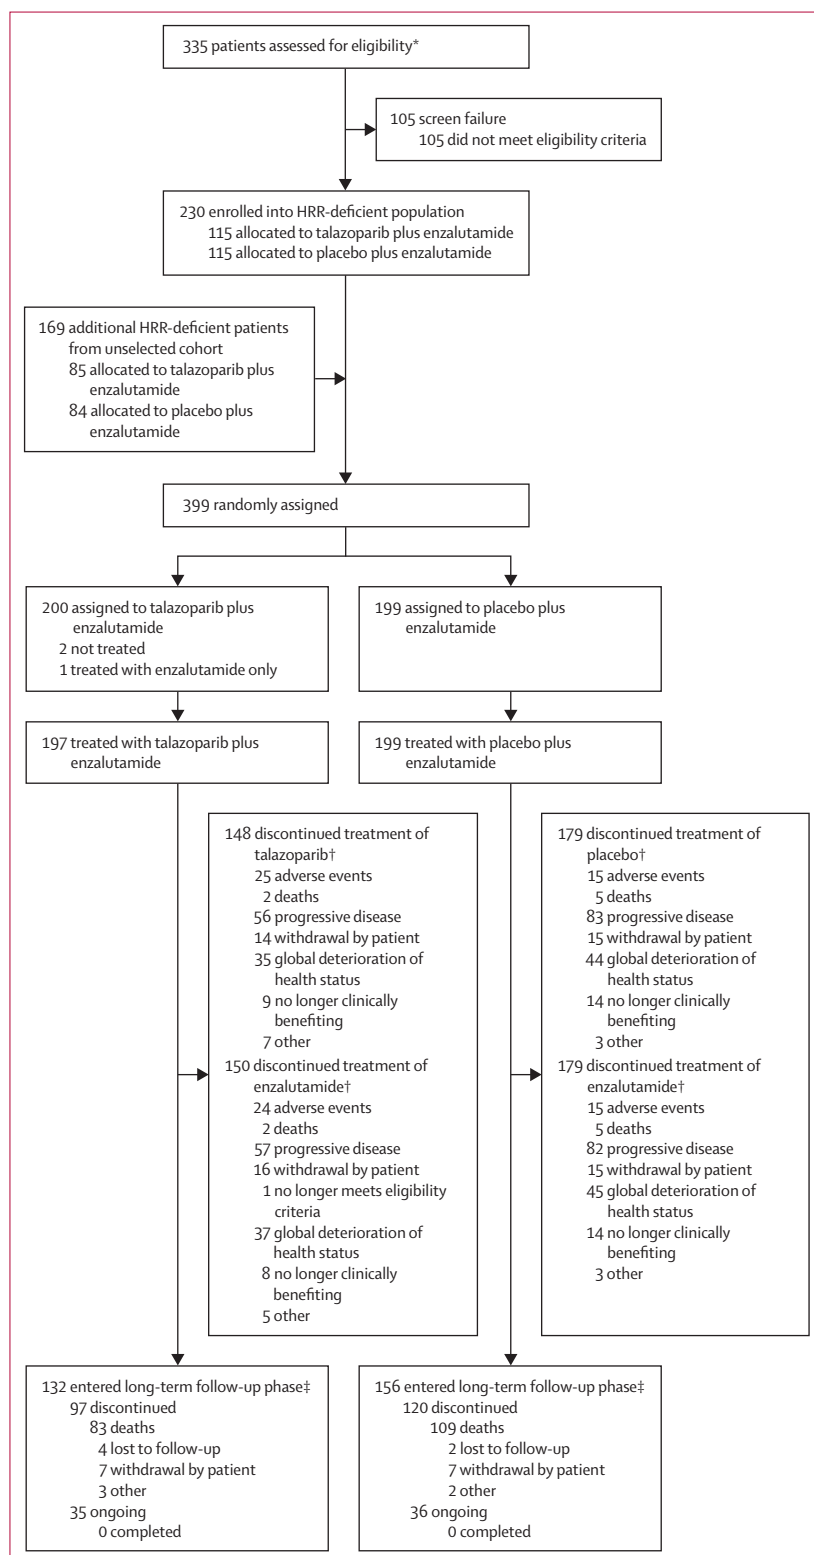 335 patients assessed for eligibility*
105 screen failure
105 did not meet eligibility criteria
230 enrolled into HRR-deficient population
115 allocated to talazoparib plus enzalutamide
115 allocated to placebo plus enzalutamide
169 additional HRR-deficient patients
from unselected cohort
85 allocated to talazoparib plus
enzalutamide
84 allocated to placebo plus
enzalutamide
399 randomly assigned
200 assigned to talazoparib plus
enzalutamide
2 not treated
1 treated with enzalutamide only
199 assigned to placebo plus
enzalutamide
197 treated with talazoparib plus
enzalutamide
199 treated with placebo plus
enzalutamide
148 discontinued treatment of
talazoparib†
25 adverse events
2 deaths
56 progressive disease
14 withdrawal by patient
35 global deterioration of
health status
9 no longer clinically
benefiting
7 other
150 discontinued treatment of
enzalutamide†
24 adverse events
2 deaths
57 progressive disease
16 withdrawal by patient
1 no longer meets eligibility
criteria
37 global deterioration of
health status
8 no longer clinically
benefiting
5 other
179 discontinued treatment of
placebo†
15 adverse events
5 deaths
83 progressive disease
15 withdrawal by patient
44 global deterioration of
health status
14 no longer clinically
benefiting
3 other
179 discontinued treatment of
enzalutamide†
15 adverse events
5 deaths
82 progressive disease
15 withdrawal by patient
45 global deterioration of
health status
14 no longer clinically
benefiting
3 other
132 entered long-term follow-up phase‡
97 discontinued
83 deaths
4 lost to follow-up
7 withdrawal by patient
3 other
35 ongoing
0 completed
156 entered long-term follow-up phase‡
120 discontinued
109 deaths
2 lost to follow-up
7 withdrawal by patient
2 other
36 ongoing
0 completed